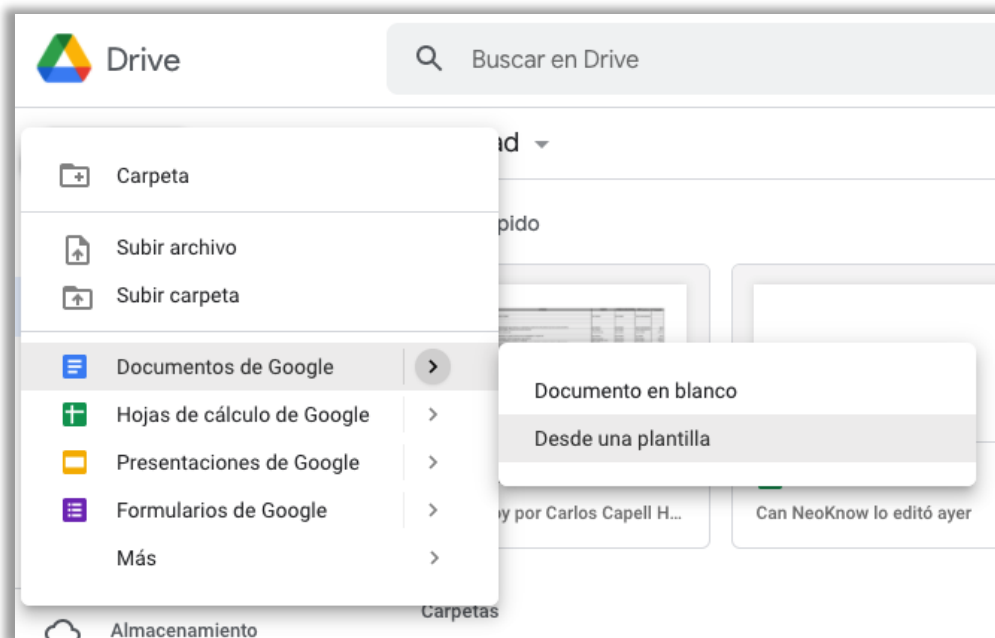 Drive
Buscar en Drive
ad
Carpeta
pido
Subir archivo
Subir carpeta
Documentos de Google
Documento en blanco
Hojas de cálculo de Google
Desde una plantilla
Presentaciones de Google
Formularios de Google
y por Carlos Capell H...
Can NeoKnow lo editó ayer
Más
Carpetas
Almacenamiento